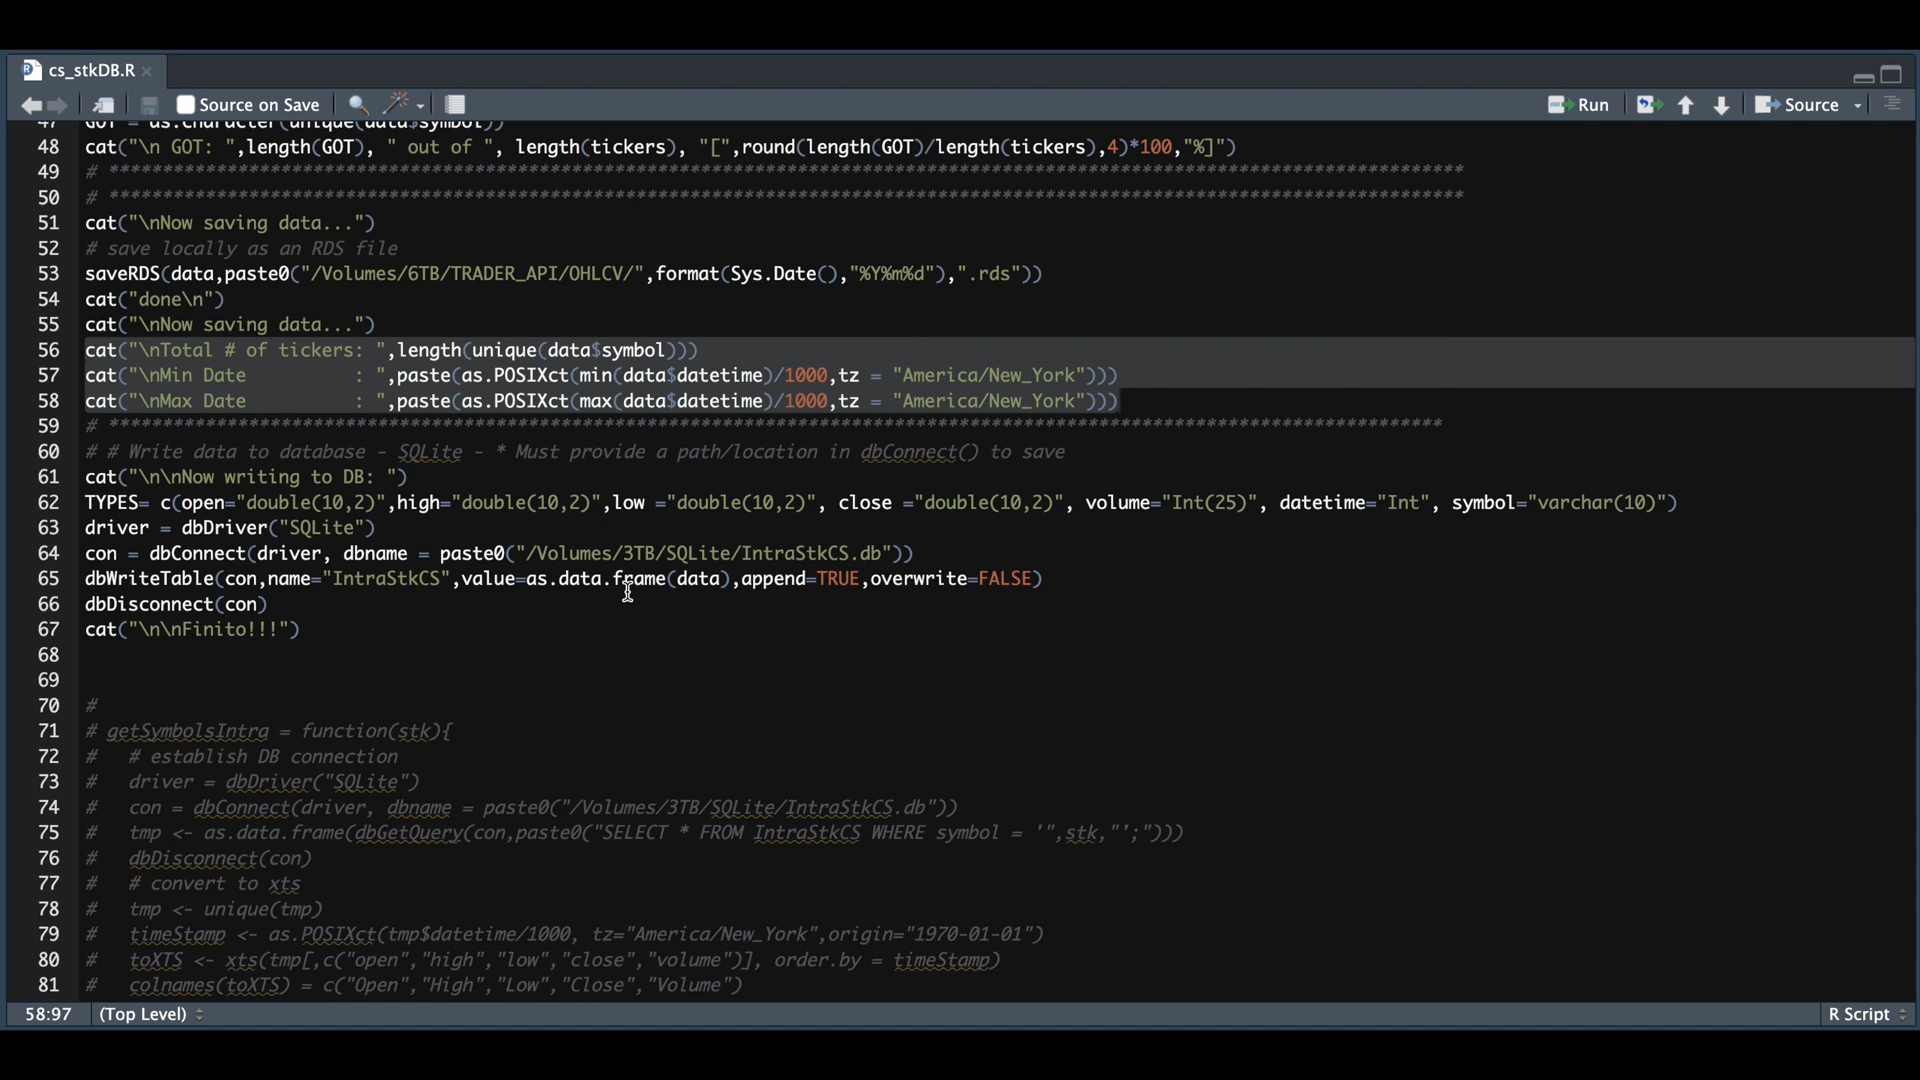 cs_stkDB.R
Source on Save
Run
Source
47 GOT = as.character(unique(data$symbol))
48 cat("\n GOT: ",length(GOT), " out of ", length(tickers), "[",round(length(GOT)/length(tickers),4)*100,"%]")
49 # ******************************************************************************************************************************
50 # ******************************************************************************************************************************
51 cat("\nNow saving data...")
52 # save locally as an RDS file
53 saveRDS(data,paste0("/Volumes/6TB/TRADER_API/OHLCV/",format(Sys.Date(),"%Y%m%d"),".rds"))
54 cat("done\n")
55 cat("\nNow saving data...")
56 cat("\nTotal # of tickers: ",length(unique(data$symbol)))
57 cat("\nMin Date          : ",paste(as.POSIXct(min(data$datetime)/1000,tz = "America/New_York")))
58 cat("\nMax Date          : ",paste(as.POSIXct(max(data$datetime)/1000,tz = "America/New_York")))
59 # ****************************************************************************************************************************
60 # # Write data to database - SQLite - * Must provide a path/location in dbConnect() to save
61 cat("\n\nNow writing to DB: ")
62 TYPES= c(open="double(10,2)",high="double(10,2)",low ="double(10,2)", close ="double(10,2)", volume="Int(25)", datetime="Int", symbol="varchar(10)")
63 driver = dbDriver("SQLite")
64 con = dbConnect(driver, dbname = paste0("/Volumes/3TB/SQLite/IntraStkCS.db"))
65 dbWriteTable(con,name="IntraStkCS",value=as.data.frame(data),append=TRUE,overwrite=FALSE)
66 dbDisconnect(con)
67 cat("\n\nFinito!!!")
68
69
70 #
71 # getSymbolsIntra = function(stk){
72 #   # establish DB connection
73 #   driver = dbDriver("SQLite")
74 #   con = dbConnect(driver, dbname = paste0("/Volumes/3TB/SQLite/IntraStkCS.db"))
75 #   tmp <- as.data.frame(dbGetQuery(con,paste0("SELECT * FROM IntraStkCS WHERE symbol = '",stk,"';")))
76 #   dbDisconnect(con)
77 #   # convert to xts
78 #   tmp <- unique(tmp)
79 #   timeStamp <- as.POSIXct(tmp$datetime/1000, tz="America/New_York",origin="1970-01-01")
80 #   toXTS <- xts(tmp[,c("open","high","low","close","volume")], order.by = timeStamp)
81 #   colnames(toXTS) = c("Open","High","Low","Close","Volume")
58:97 (Top Level) R Script